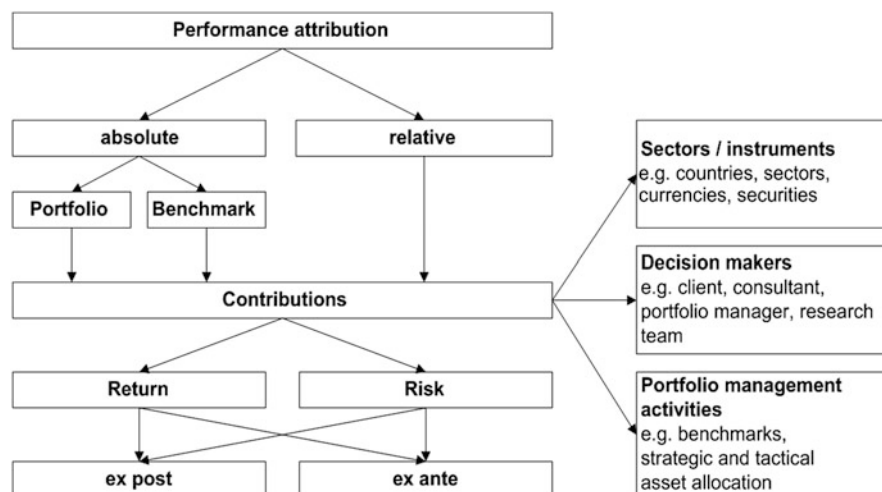 Performance attribution
absolute
relative
Portfolio
Benchmark
Contributions
Return
Risk
ex post
ex ante
Sectors / instruments
e.g. countries, sectors,
currencies, securities
Decision makers
e.g. client, consultant,
portfolio manager, research
team
Portfolio management
activities
e.g. benchmarks,
strategic and tactical
asset allocation